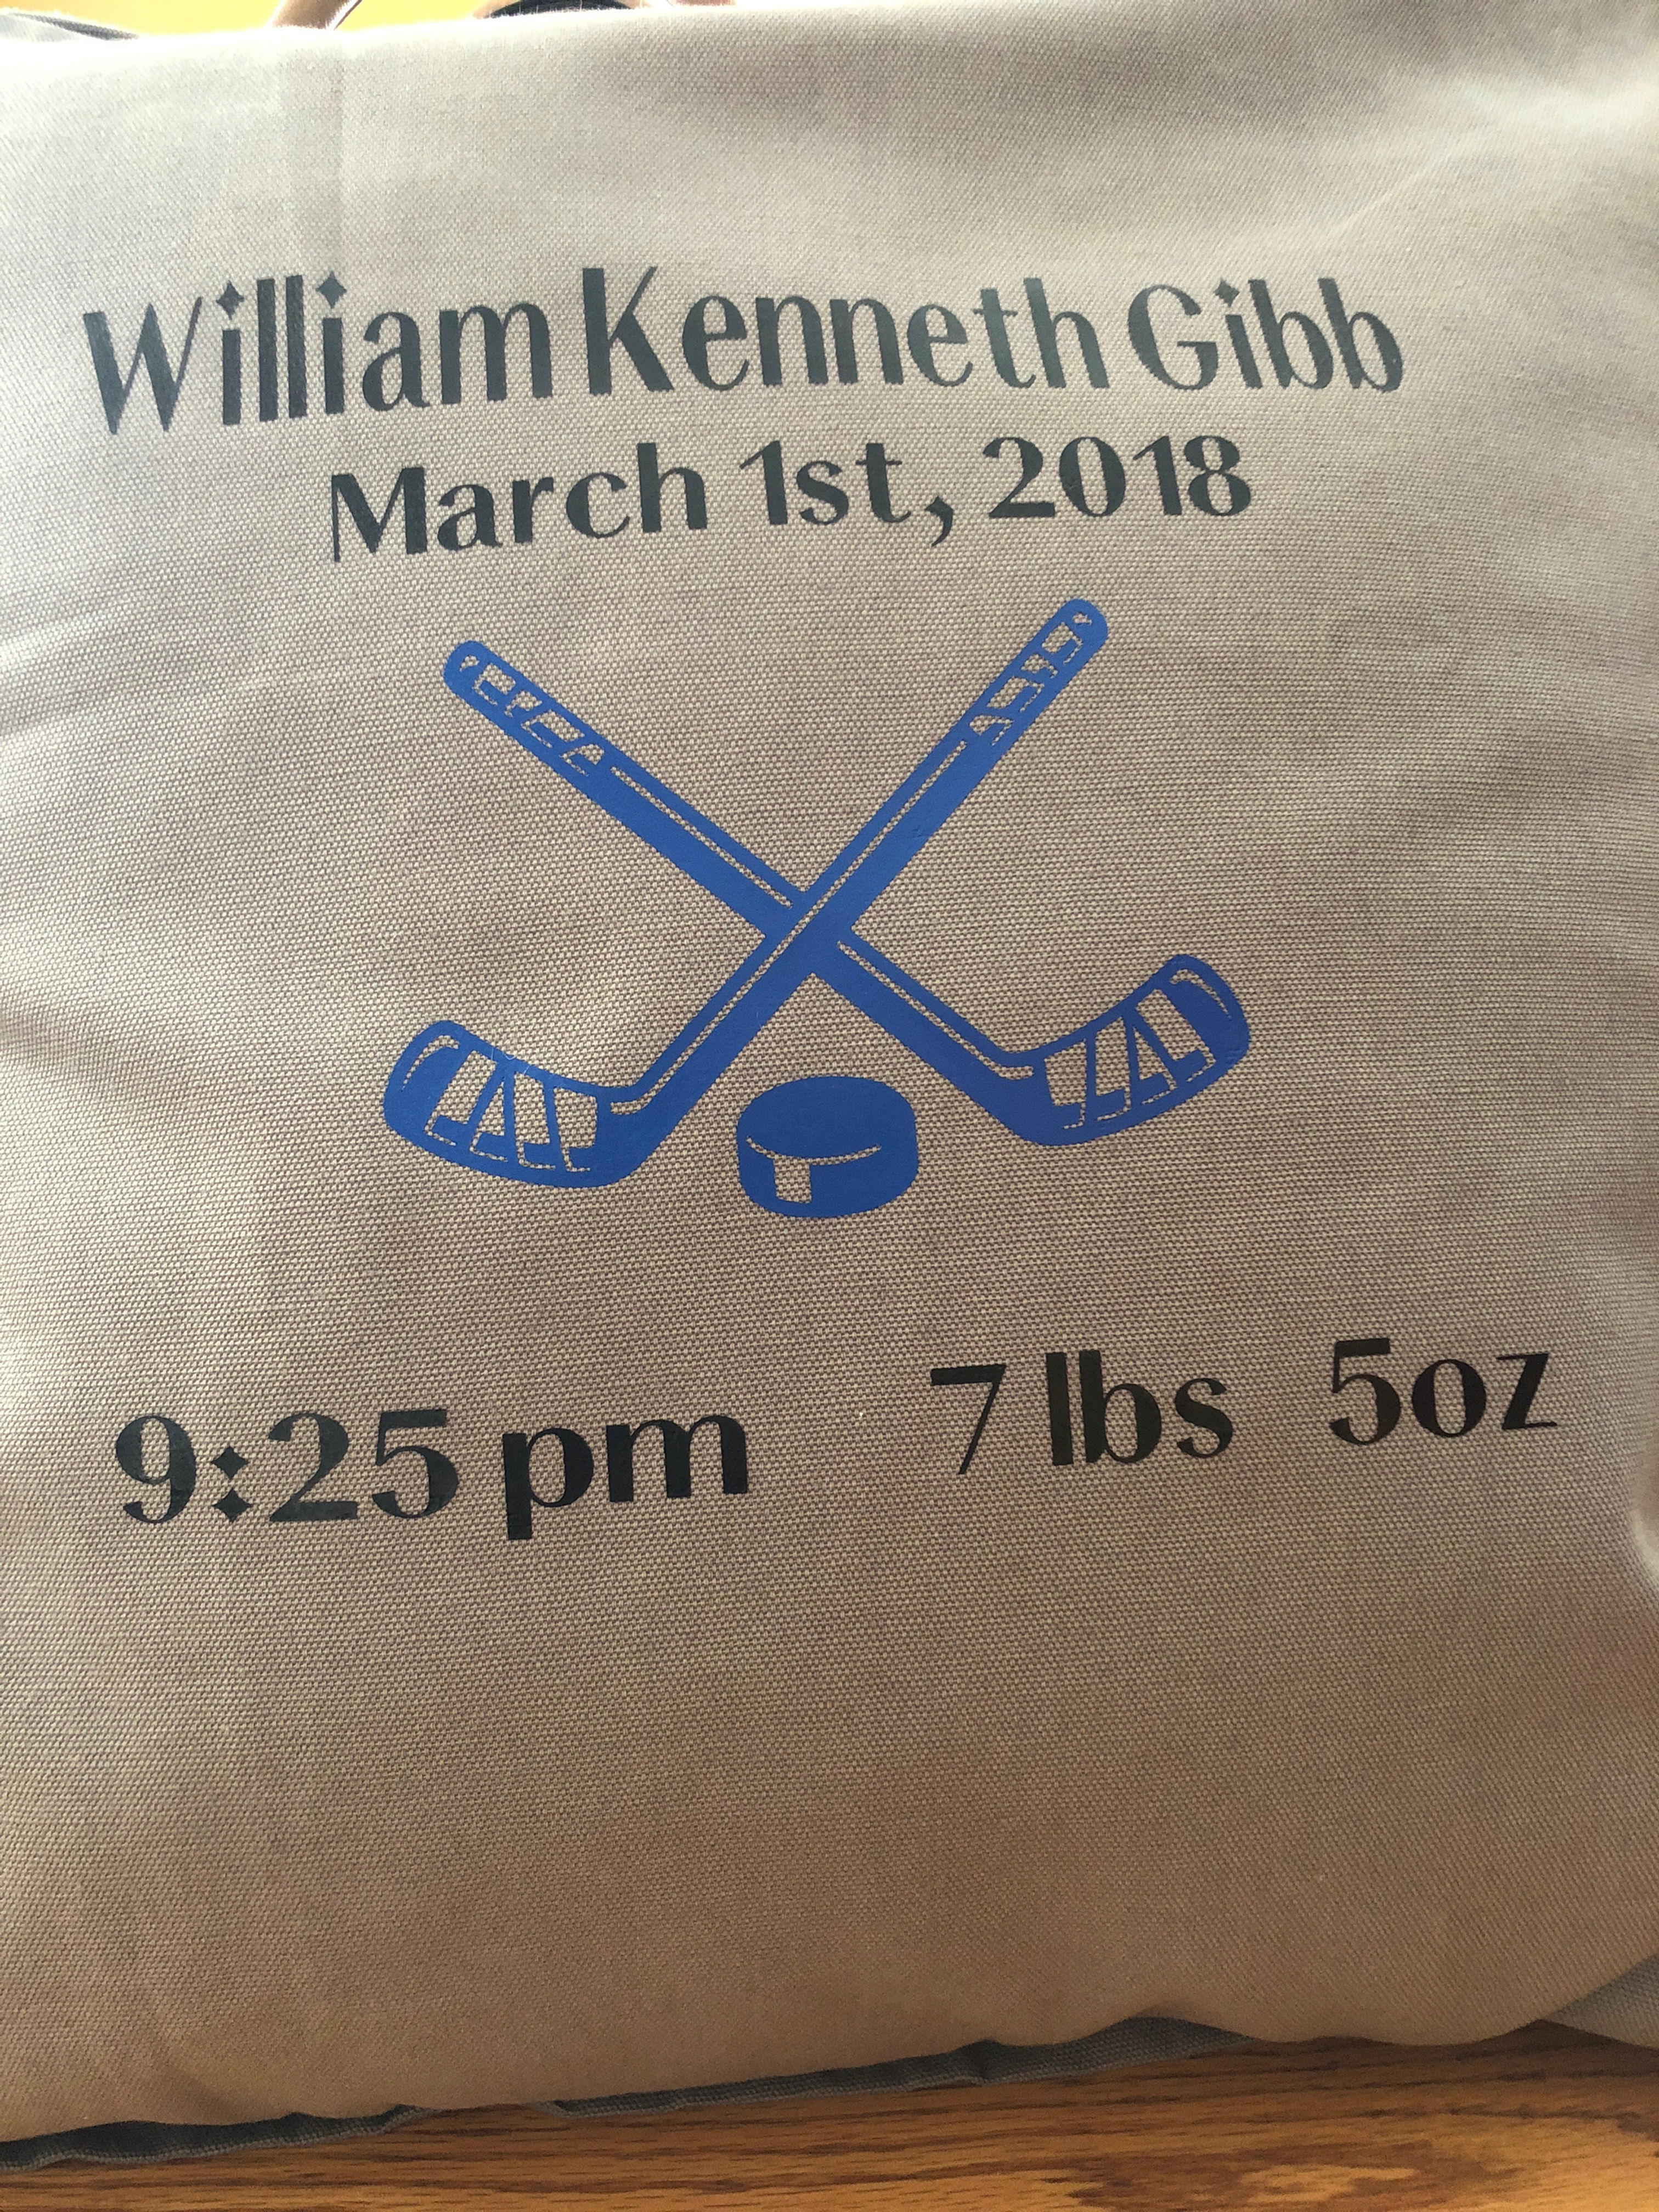 William Kenneth Gibb
March 1st, 2018
9:25 pm 7 lbs 5oz